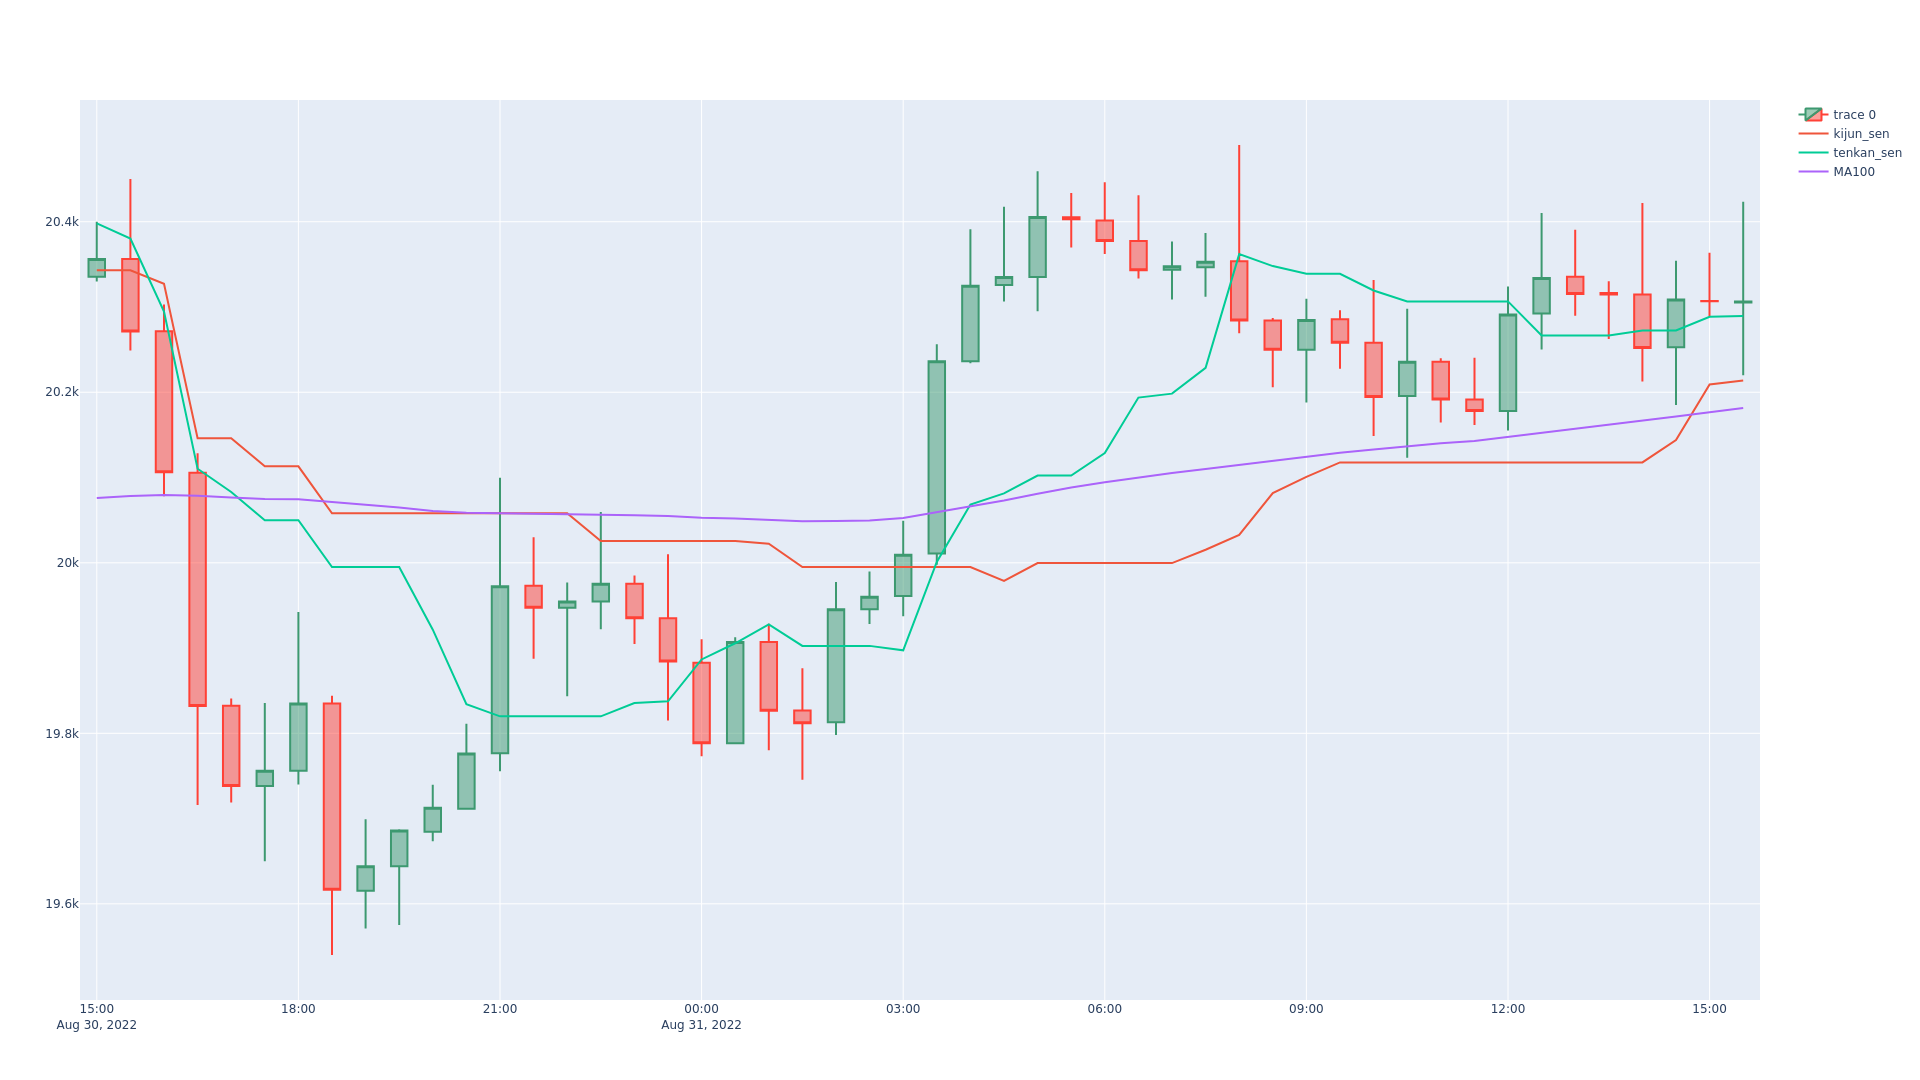 trace 0
kijun_sen
tenkan_sen
MA100
20.4k
20.2k
20k
19.8k
19.6k
15:00 18:00 21:00 00:00 03:00 06:00 09:00 12:00 15:00
Aug 30, 2022 Aug 31, 2022